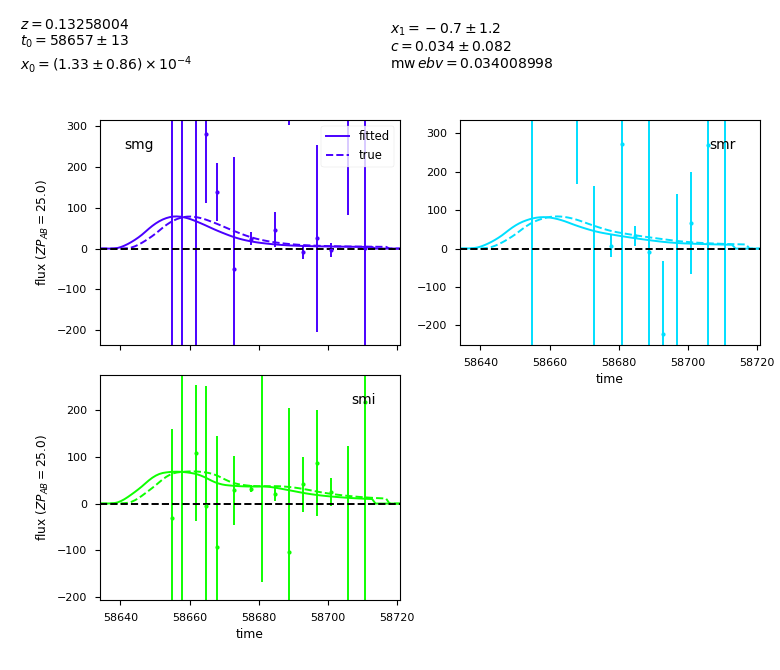 z = 0.13258004
t₀ = 58657 ± 13
x₀ = (1.33 ± 0.86) × 10⁻⁴
x₁ = −0.7 ± 1.2
c = 0.034 ± 0.082
mw ebv = 0.034008998
smg
fitted
true
300
200
100
0
−100
−200
flux (ZP_AB = 25.0)
smr
300
200
100
0
−100
−200
58640 58660 58680 58700 58720
time
smi
200
100
0
−100
−200
flux (ZP_AB = 25.0)
58640 58660 58680 58700 58720
time